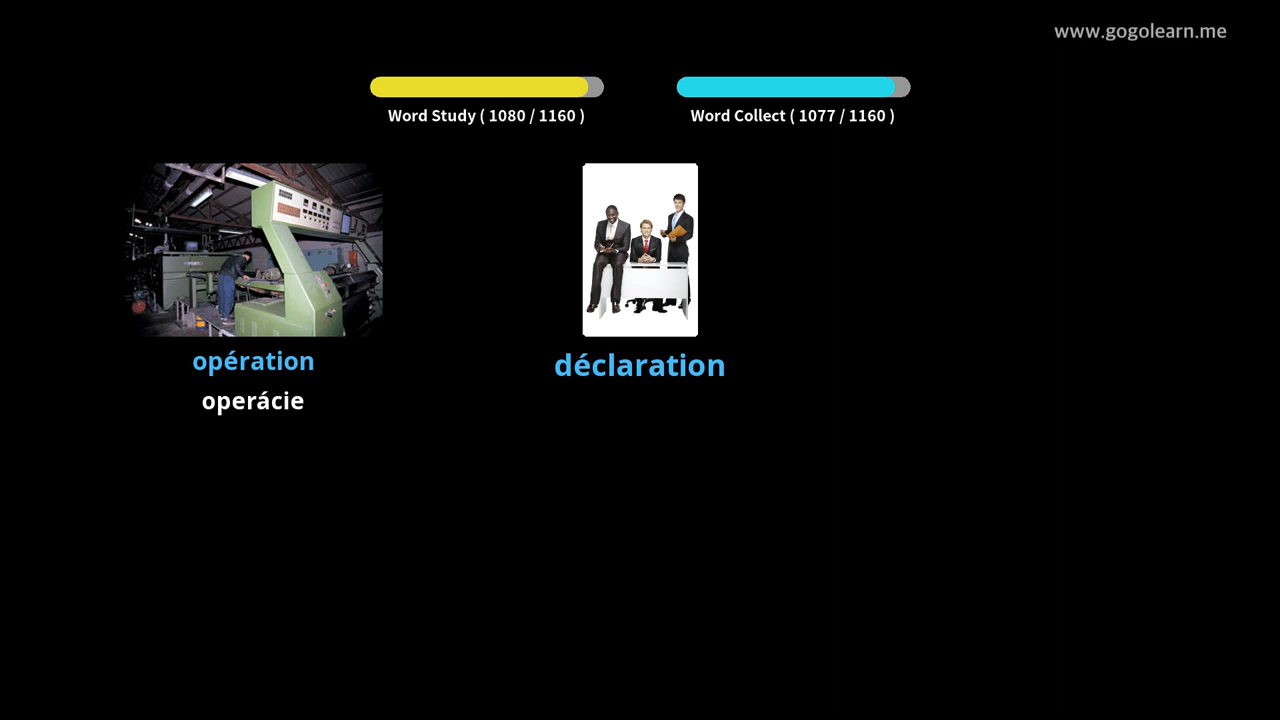 www.gogolearn.me
Word Study ( 1080 / 1160 )
Word Collect ( 1077 / 1160 )
opération
operácie
déclaration